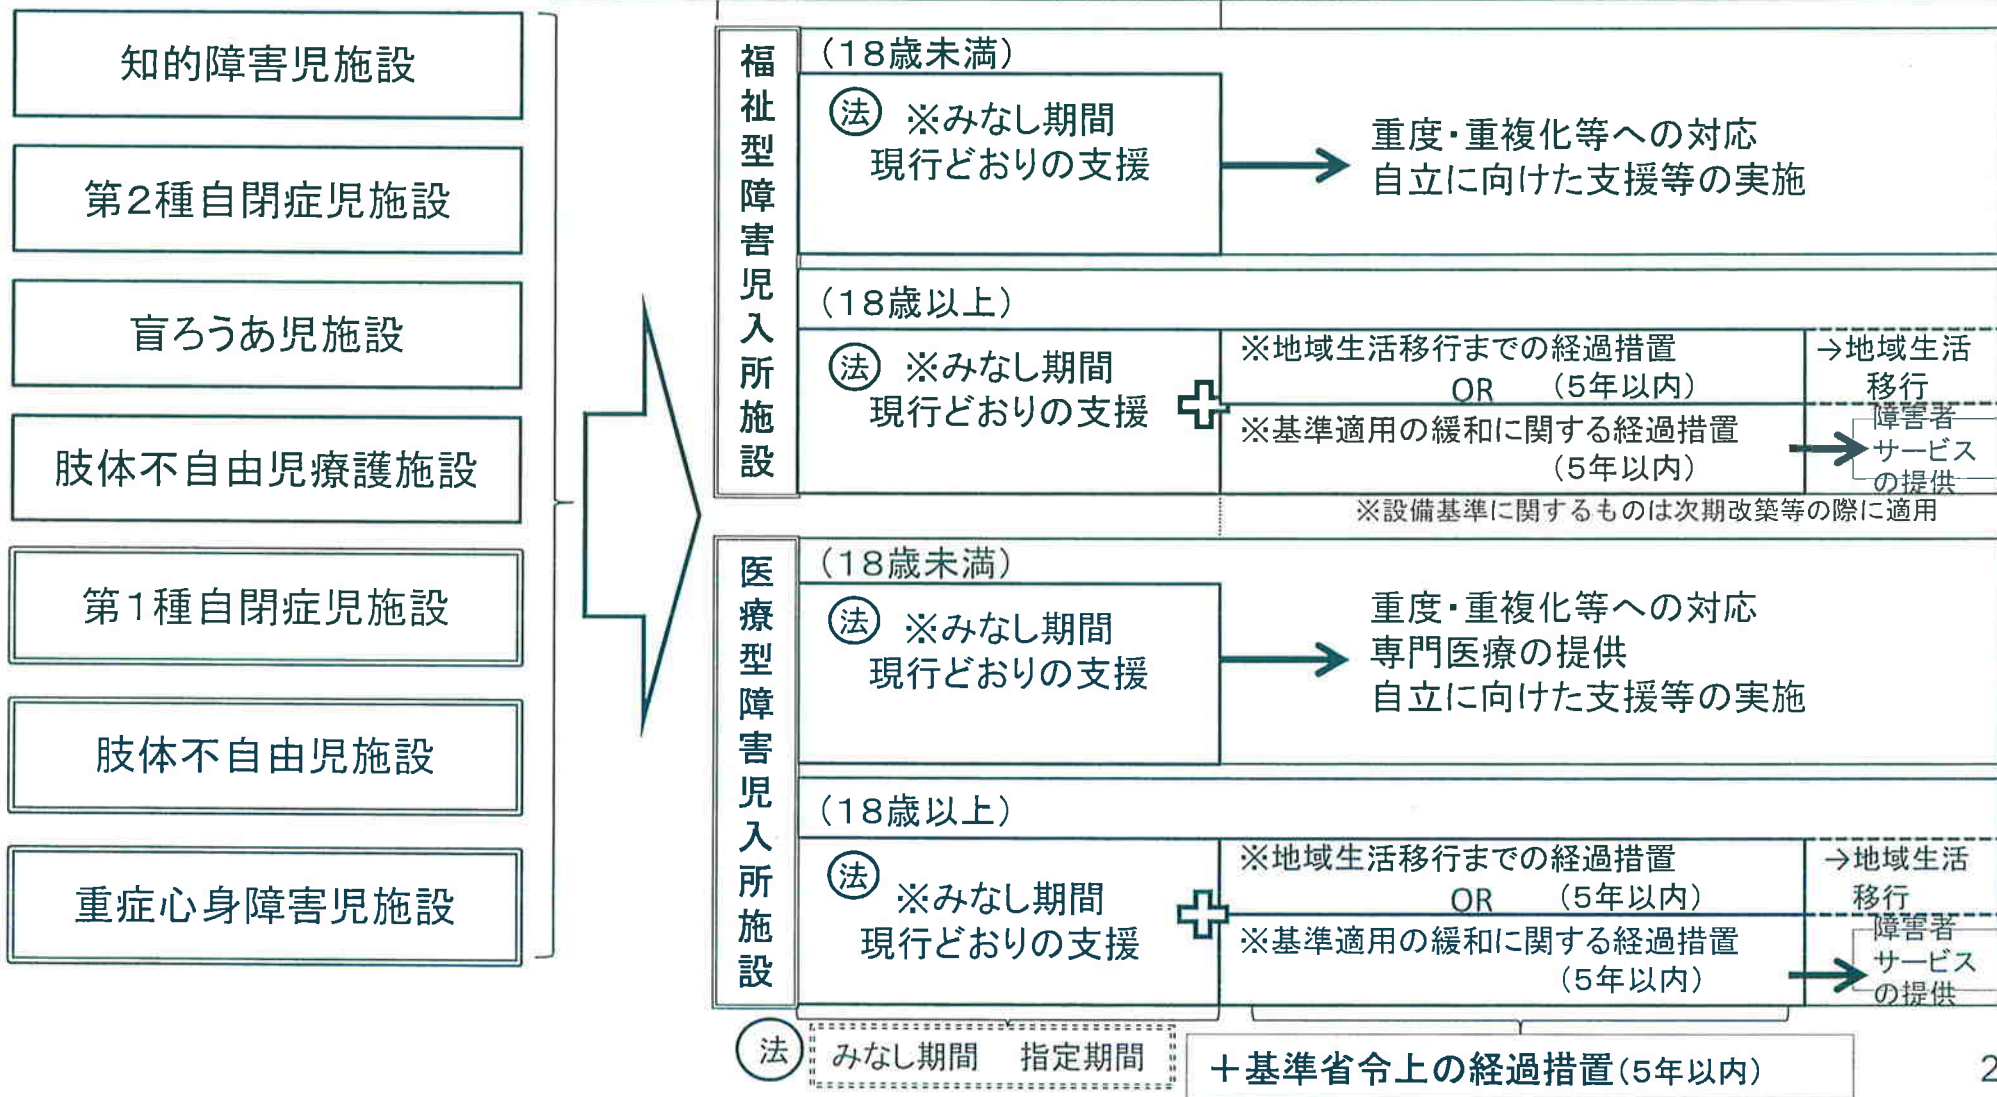 知的障害児施設
第2種自閉症児施設
盲ろうあ児施設
肢体不自由児療護施設
第1種自閉症児施設
肢体不自由児施設
重症心身障害児施設
福祉型障害児入所施設
(18歳未満)
法 ※みなし期間
現行どおりの支援
重度・重複化等への対応
自立に向けた支援等の実施
(18歳以上)
法 ※みなし期間
現行どおりの支援
※地域生活移行までの経過措置
OR (5年以内)
※基準適用の緩和に関する経過措置
(5年以内)
→地域生活
移行
障害者
サービス
の提供
※設備基準に関するものは次期改築等の際に適用
医療型障害児入所施設
(18歳未満)
法 ※みなし期間
現行どおりの支援
重度・重複化等への対応
専門医療の提供
自立に向けた支援等の実施
(18歳以上)
法 ※みなし期間
現行どおりの支援
※地域生活移行までの経過措置
OR (5年以内)
※基準適用の緩和に関する経過措置
(5年以内)
→地域生活
移行
障害者
サービス
の提供
法 みなし期間 指定期間
+基準省令上の経過措置(5年以内)
2